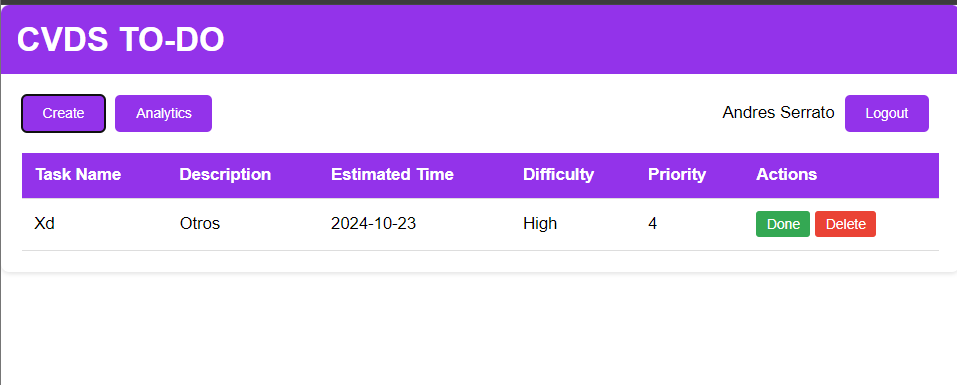 CVDS TO-DO
Create Analytics Andres Serrato Logout
Task Name Description Estimated Time Difficulty Priority Actions
Xd Otros 2024-10-23 High 4 Done Delete